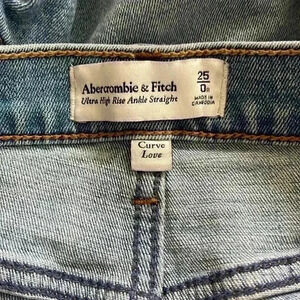 Abercrombie & Fitch
Ultra High Rise Ankle Straight
25
0R
MADE IN
CAMBODIA
Curve
Love